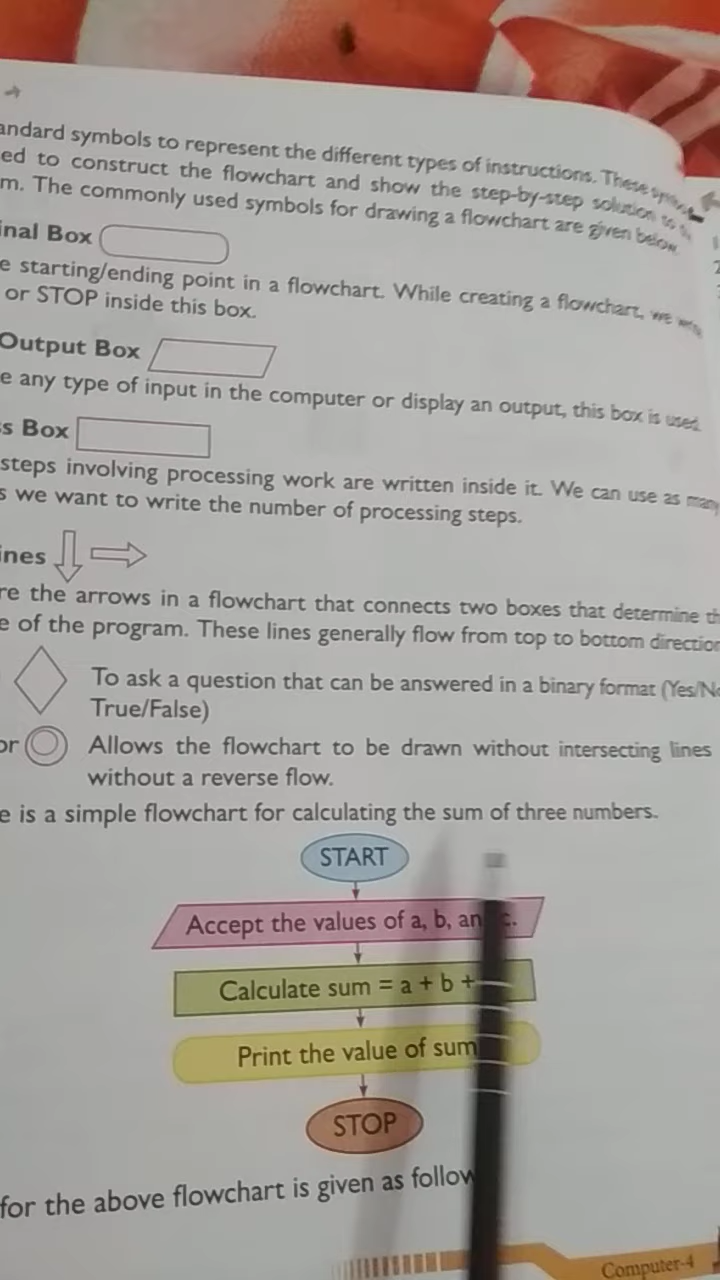 andard symbols to represent the different types of instructions. These
ed to construct the flowchart and show the step-by-step solution to
m. The commonly used symbols for drawing a flowchart are given below.
inal Box
e starting/ending point in a flowchart. While creating a flowchart, we
or STOP inside this box.
Output Box
e any type of input in the computer or display an output, this box is used.
s Box
steps involving processing work are written inside it. We can use as many
s we want to write the number of processing steps.
ines
re the arrows in a flowchart that connects two boxes that determine th
e of the program. These lines generally flow from top to bottom direction
To ask a question that can be answered in a binary format (Yes/No
True/False)
or
Allows the flowchart to be drawn without intersecting lines
without a reverse flow.
e is a simple flowchart for calculating the sum of three numbers.
START
Accept the values of a, b, an c.
Calculate sum = a + b +
Print the value of sum
STOP
for the above flowchart is given as follow
Computer-4